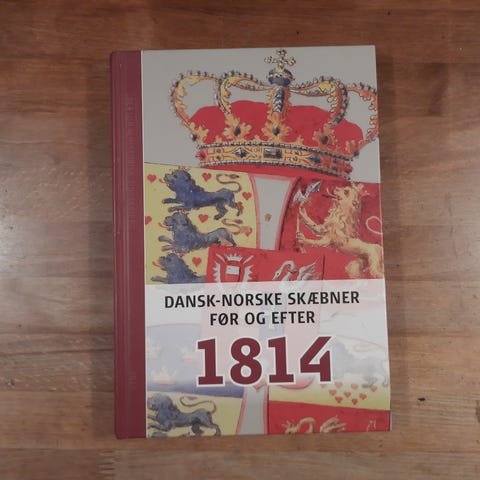 DANSK-NORSKE SKÆBNER
FØR OG EFTER
1814